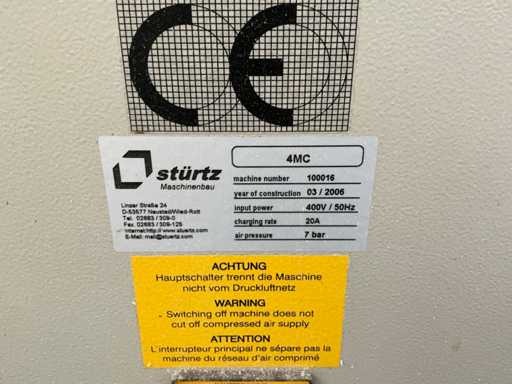 CE
stürtz
Maschinenbau
Linzer Straße 24
D-53577 Neustadt/Wied-Rott
Tel. 02683 / 309-0
Fax. 02683 / 309-125
Internet:http://www.stuertz.com
E-Mail: mail@stuertz.com
4MC
machine number 100016
year of construction 03 / 2006
input power 400V / 50Hz
charging rate 20A
air pressure 7 bar
ACHTUNG
Hauptschalter trennt die Maschine
nicht vom Druckluftnetz
WARNING
Switching off machine does not
cut off compressed air supply
ATTENTION
L'interrupteur principal ne sépare pas la
machine du réseau d'air comprimé